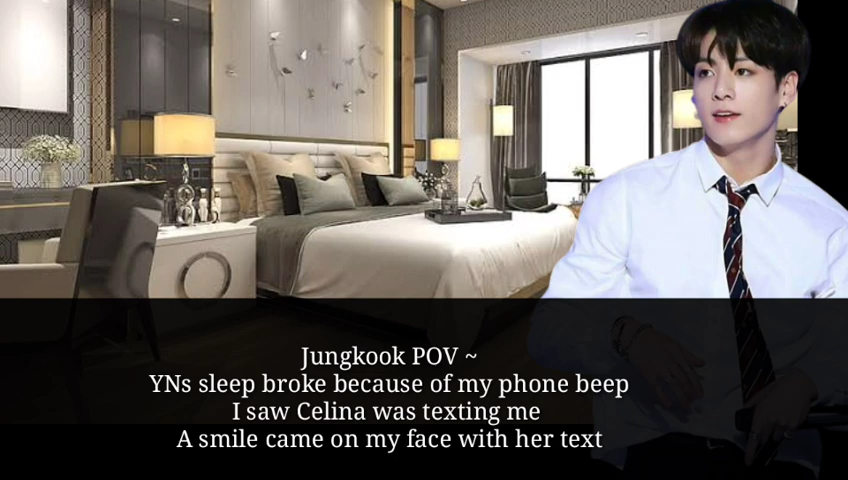 Jungkook POV ~
YNs sleep broke because of my phone beep
I saw Celina was texting me
A smile came on my face with her text